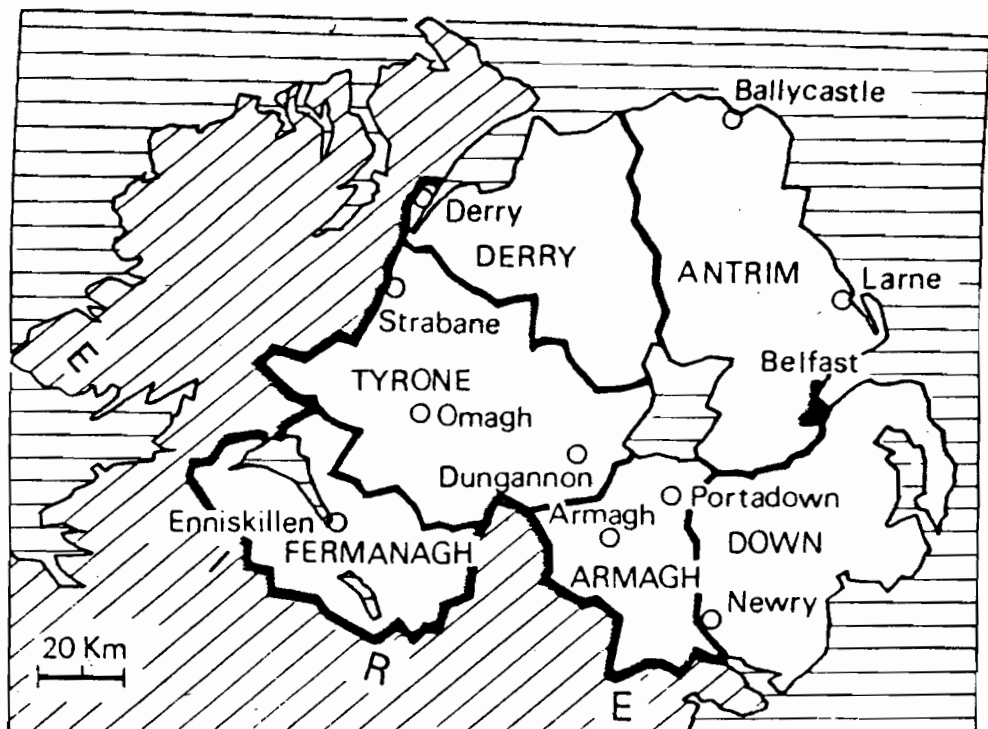 Ballycastle
Derry
DERRY
ANTRIM
Larne
Strabane
E
Belfast
TYRONE
Omagh
Dungannon
Portadown
Armagh
Enniskillen
DOWN
FERMANAGH
ARMAGH
Newry
20 Km
R
E